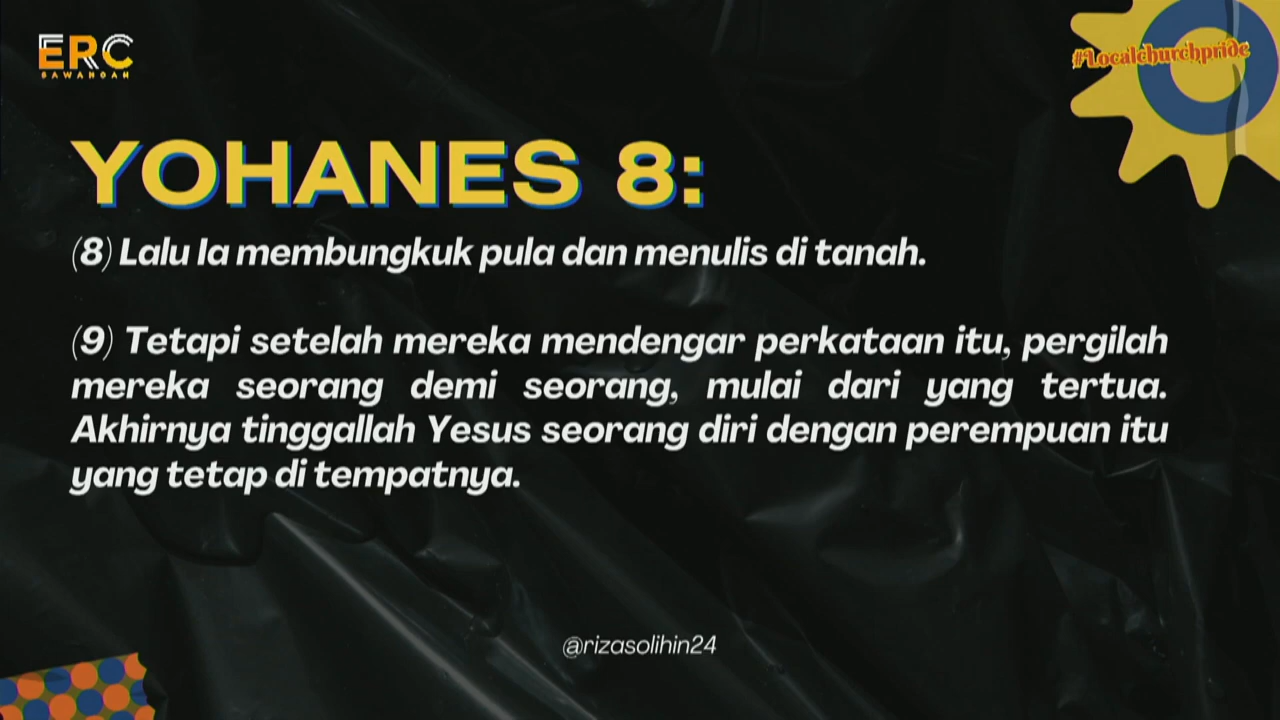 ERC
SAWANGAN
#Localchurchpride
YOHANES 8:
(8) Lalu Ia membungkuk pula dan menulis di tanah.
(9) Tetapi setelah mereka mendengar perkataan itu, pergilah
mereka seorang demi seorang, mulai dari yang tertua.
Akhirnya tinggallah Yesus seorang diri dengan perempuan itu
yang tetap di tempatnya.
@rizasolihin24